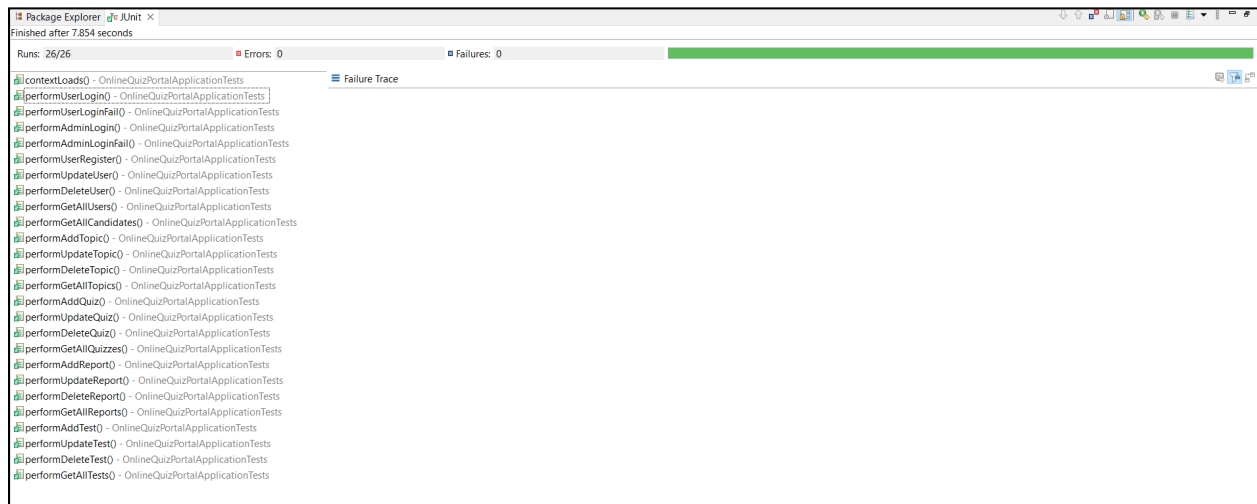 Package Explorer JUnit
Finished after 7.854 seconds
Runs: 26/26 Errors: 0 Failures: 0
contextLoads() - OnlineQuizPortalApplicationTests Failure Trace
performUserLogin() - OnlineQuizPortalApplicationTests
performUserLoginFail() - OnlineQuizPortalApplicationTests
performAdminLogin() - OnlineQuizPortalApplicationTests
performAdminLoginFail() - OnlineQuizPortalApplicationTests
performUserRegister() - OnlineQuizPortalApplicationTests
performUpdateUser() - OnlineQuizPortalApplicationTests
performDeleteUser() - OnlineQuizPortalApplicationTests
performGetAllUsers() - OnlineQuizPortalApplicationTests
performGetAllCandidates() - OnlineQuizPortalApplicationTests
performAddTopic() - OnlineQuizPortalApplicationTests
performUpdateTopic() - OnlineQuizPortalApplicationTests
performDeleteTopic() - OnlineQuizPortalApplicationTests
performGetAllTopics() - OnlineQuizPortalApplicationTests
performAddQuiz() - OnlineQuizPortalApplicationTests
performUpdateQuiz() - OnlineQuizPortalApplicationTests
performDeleteQuiz() - OnlineQuizPortalApplicationTests
performGetAllQuizzes() - OnlineQuizPortalApplicationTests
performAddReport() - OnlineQuizPortalApplicationTests
performUpdateReport() - OnlineQuizPortalApplicationTests
performDeleteReport() - OnlineQuizPortalApplicationTests
performGetAllReports() - OnlineQuizPortalApplicationTests
performAddTest() - OnlineQuizPortalApplicationTests
performUpdateTest() - OnlineQuizPortalApplicationTests
performDeleteTest() - OnlineQuizPortalApplicationTests
performGetAllTests() - OnlineQuizPortalApplicationTests